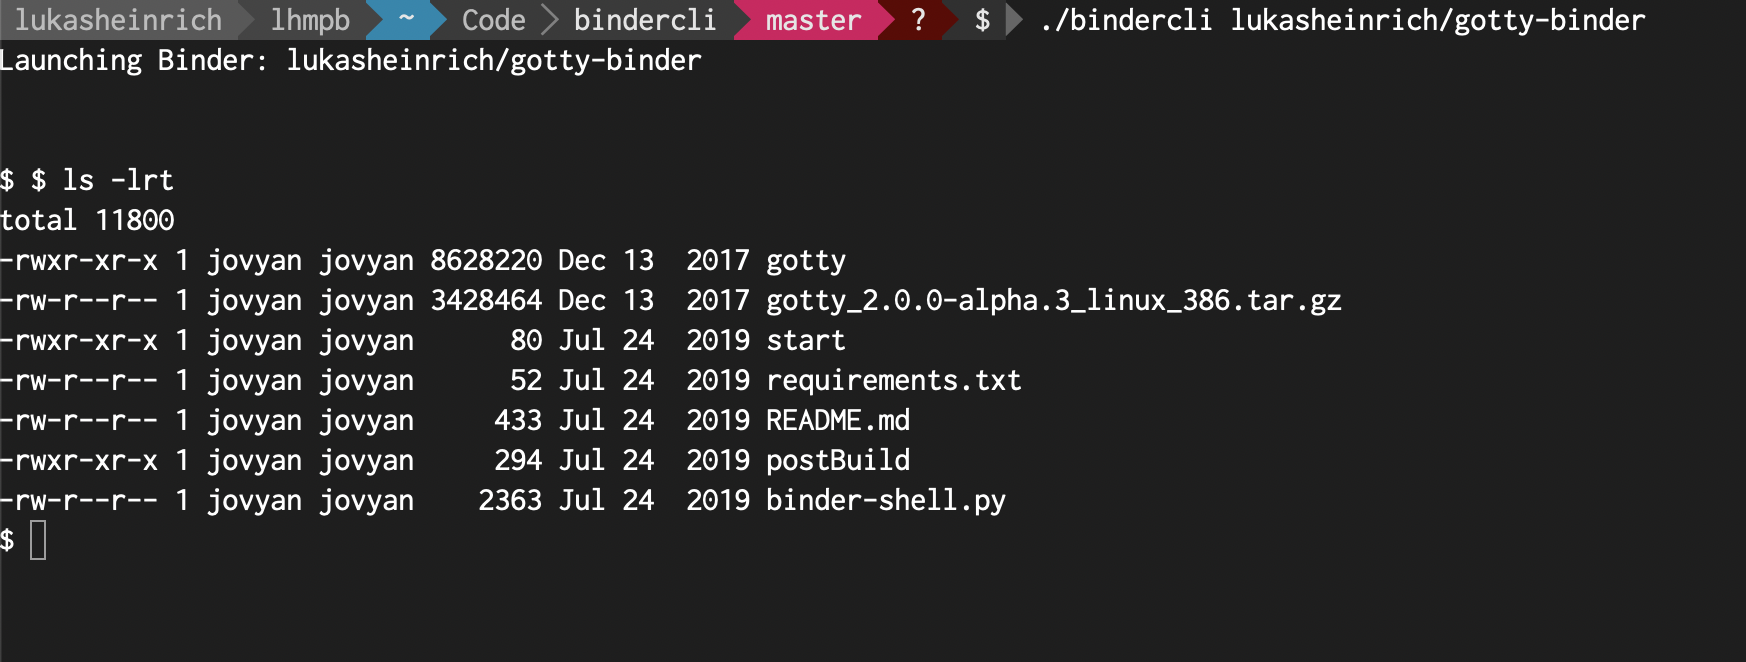 lukasheinrich lhmpb ~ Code bindercli master ? $ ./bindercli lukasheinrich/gotty-binder
Launching Binder: lukasheinrich/gotty-binder
$ $ ls -lrt
total 11800
-rwxr-xr-x 1 jovyan jovyan 8628220 Dec 13  2017 gotty
-rw-r--r-- 1 jovyan jovyan 3428464 Dec 13  2017 gotty_2.0.0-alpha.3_linux_386.tar.gz
-rwxr-xr-x 1 jovyan jovyan      80 Jul 24  2019 start
-rw-r--r-- 1 jovyan jovyan      52 Jul 24  2019 requirements.txt
-rw-r--r-- 1 jovyan jovyan     433 Jul 24  2019 README.md
-rwxr-xr-x 1 jovyan jovyan     294 Jul 24  2019 postBuild
-rw-r--r-- 1 jovyan jovyan    2363 Jul 24  2019 binder-shell.py
$